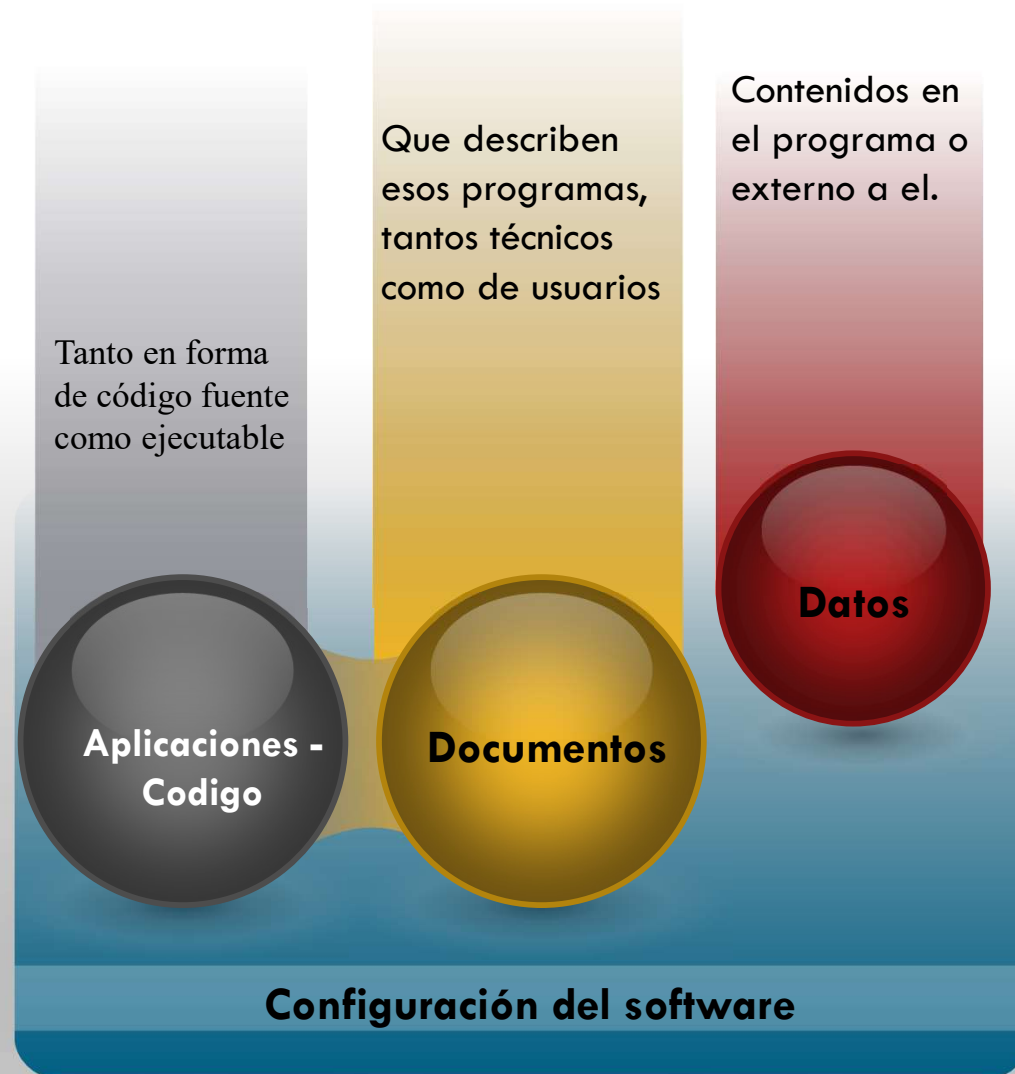 Tanto en forma
de código fuente
como ejecutable
Aplicaciones -
Codigo
Que describen
esos programas,
tantos técnicos
como de usuarios
Documentos
Contenidos en
el programa o
externo a el.
Datos
Configuración del software